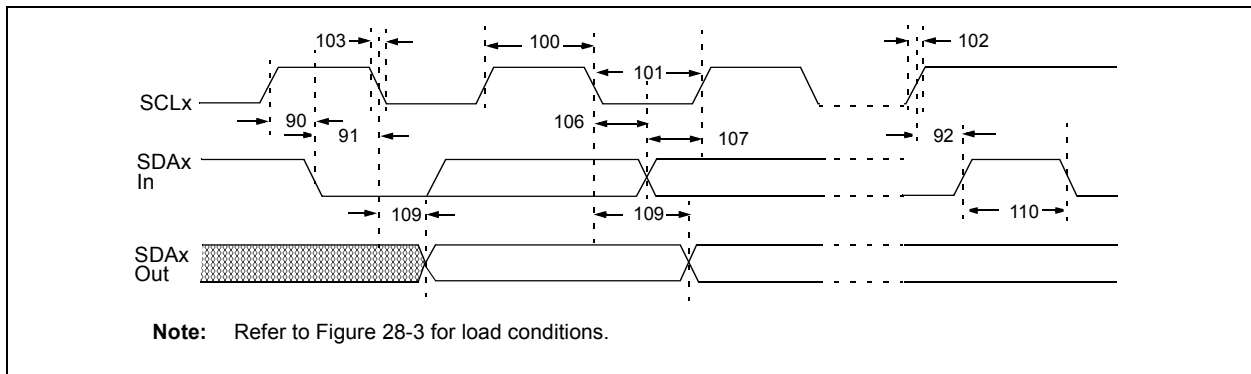 103
100
102
101
SCLx
90
91
106
107
92
SDAx
In
109
109
110
SDAx
Out
Note: Refer to Figure 28-3 for load conditions.